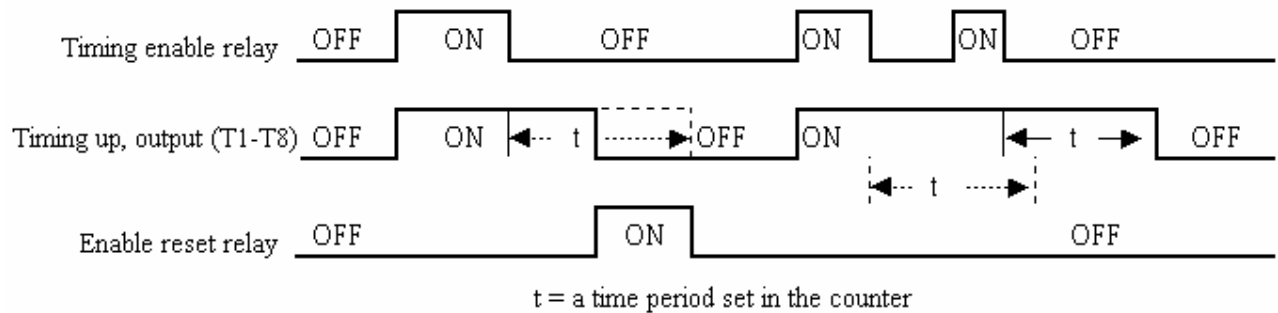 Timing enable relay OFF ON OFF ON ON OFF
Timing up, output (T1-T8) OFF ON t OFF ON t OFF
t
Enable reset relay OFF ON OFF
t = a time period set in the counter